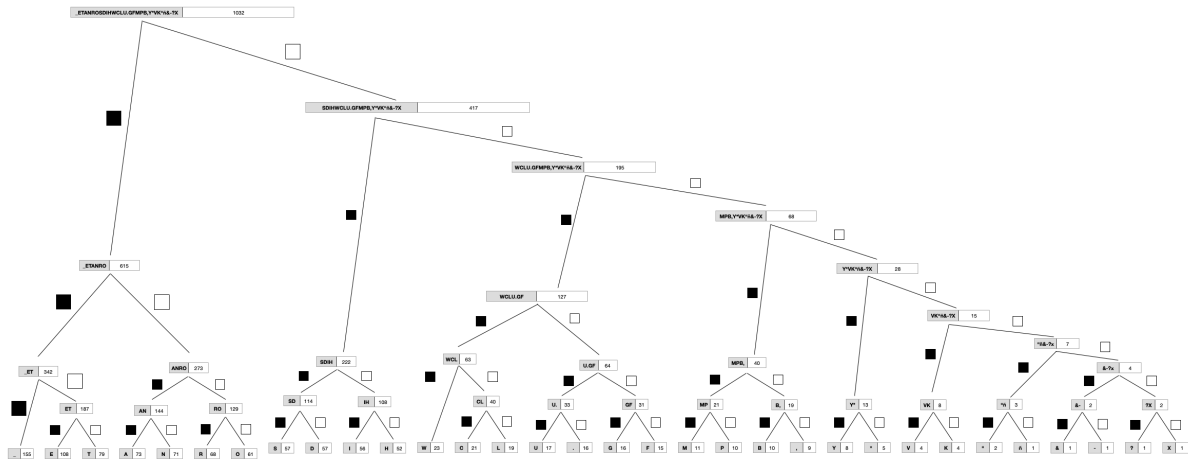 _ETANROSDIHWCLU.GFMPB,Y"VK*ñ&-?X 1032
SDIHWCLU.GFMPB,Y"VK*ñ&-?X 417
WCLU.GFMPB,Y"VK*ñ&-?X 195
MPB,Y"VK*ñ&-?X 68
_ETANRO 615
Y"VK*ñ&-?X 28
WCLU.GF 127
VK*ñ&-?X 15
*ñ&-?x 7
_ET 342
ANRO 273
SDIH 222
WCL 63
U.GF 64
MPB, 40
&-?x 4
ET 187
AN 144
RO 129
SD 114
IH 108
CL 40
U. 33
GF 31
MP 21
B, 19
Y" 13
VK 8
*ñ 3
&- 2
?X 2
_ 155
E 108
T 79
A 73
N 71
R 68
O 61
S 57
D 57
I 56
H 52
W 23
C 21
L 19
U 17
. 16
G 16
F 15
M 11
P 10
B 10
, 9
Y 8
" 5
V 4
K 4
* 2
ñ 1
& 1
- 1
? 1
X 1